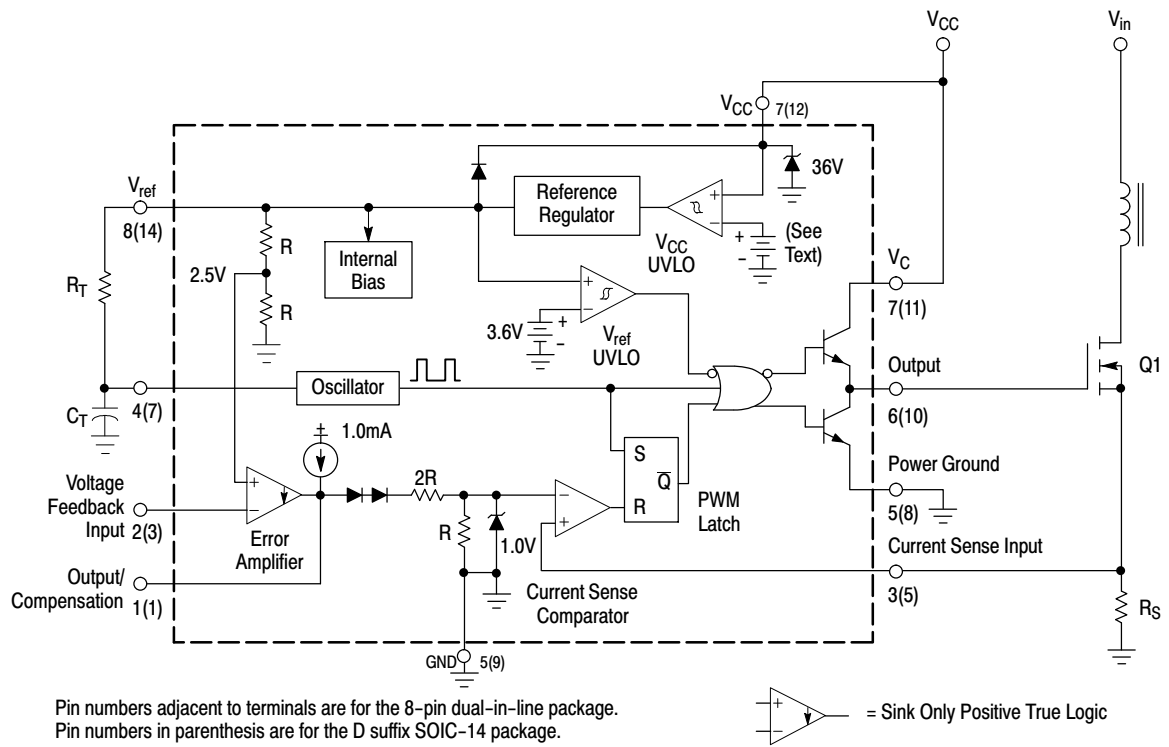 VCC
Vin
VCC 7(12)
36V
Vref
8(14)
Reference
Regulator
+
−
VCC
UVLO
+
−
(See
Text)
R
Internal
Bias
2.5V
R
RT
+
−
3.6V
+
−
Vref
UVLO
VC
7(11)
Output
6(10)
Q1
Oscillator
4(7)
CT
+
1.0mA
S
Q
R
PWM
Latch
Power Ground
5(8)
Voltage
Feedback
Input
2(3)
+
−
Error
Amplifier
2R
R
1.0V
−
+
Current Sense
Comparator
Current Sense Input
3(5)
RS
Output/
Compensation
1(1)
GND 5(9)
Pin numbers adjacent to terminals are for the 8−pin dual−in−line package.
Pin numbers in parenthesis are for the D suffix SOIC−14 package.
+
−
= Sink Only Positive True Logic